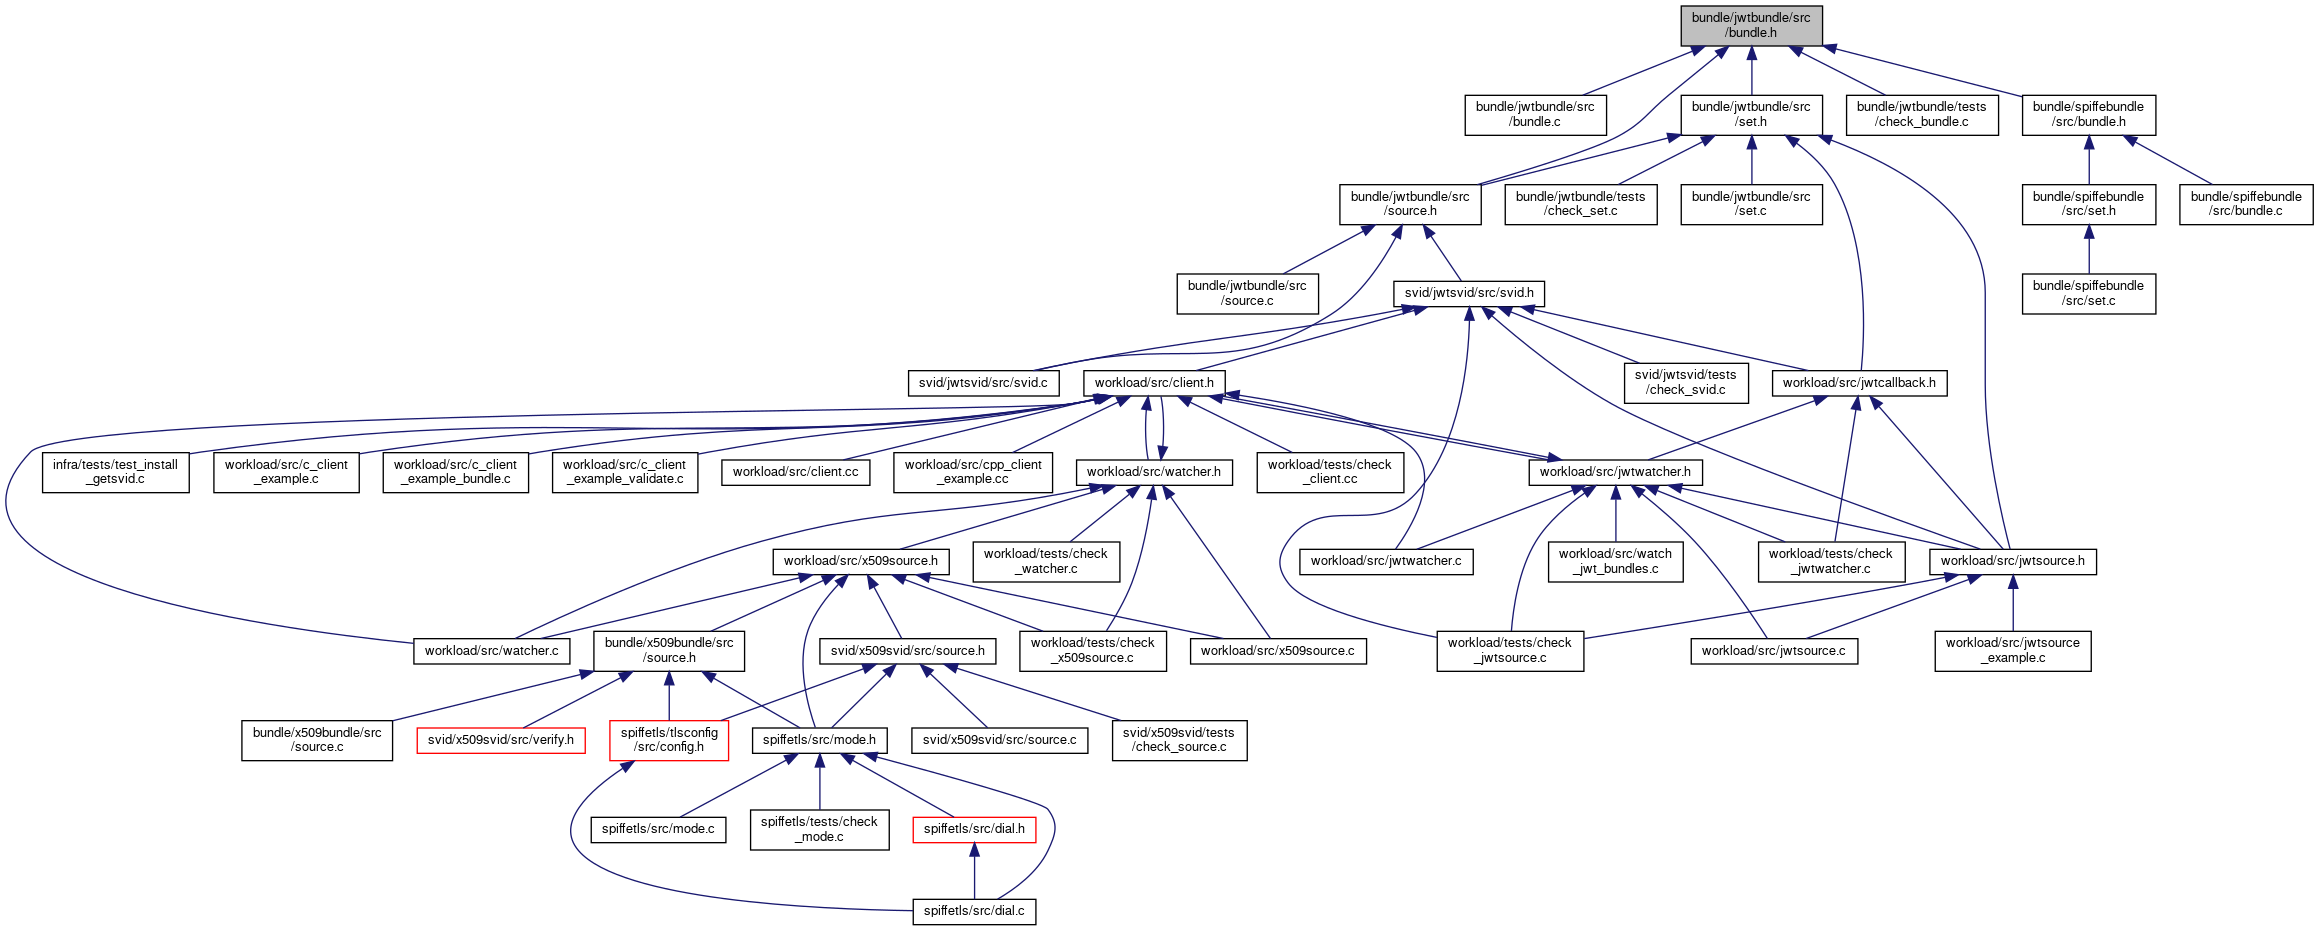 bundle/jwtbundle/src
/bundle.h
bundle/jwtbundle/src
/bundle.c
bundle/jwtbundle/src
/set.h
bundle/jwtbundle/tests
/check_bundle.c
bundle/spiffebundle
/src/bundle.h
bundle/jwtbundle/src
/source.h
bundle/jwtbundle/tests
/check_set.c
bundle/jwtbundle/src
/set.c
bundle/spiffebundle
/src/set.h
bundle/spiffebundle
/src/bundle.c
bundle/jwtbundle/src
/source.c
svid/jwtsvid/src/svid.h
bundle/spiffebundle
/src/set.c
svid/jwtsvid/src/svid.c
workload/src/client.h
svid/jwtsvid/tests
/check_svid.c
workload/src/jwtcallback.h
infra/tests/test_install
_getsvid.c
workload/src/c_client
_example.c
workload/src/c_client
_example_bundle.c
workload/src/c_client
_example_validate.c
workload/src/client.cc
workload/src/cpp_client
_example.cc
workload/src/watcher.h
workload/tests/check
_client.cc
workload/src/jwtwatcher.h
workload/src/x509source.h
workload/tests/check
_watcher.c
workload/src/jwtwatcher.c
workload/src/watch
_jwt_bundles.c
workload/tests/check
_jwtwatcher.c
workload/src/jwtsource.h
workload/src/watcher.c
bundle/x509bundle/src
/source.h
svid/x509svid/src/source.h
workload/tests/check
_x509source.c
workload/src/x509source.c
workload/tests/check
_jwtsource.c
workload/src/jwtsource.c
workload/src/jwtsource
_example.c
bundle/x509bundle/src
/source.c
svid/x509svid/src/verify.h
spiffetls/tlsconfig
/src/config.h
spiffetls/src/mode.h
svid/x509svid/src/source.c
svid/x509svid/tests
/check_source.c
spiffetls/src/mode.c
spiffetls/tests/check
_mode.c
spiffetls/src/dial.h
spiffetls/src/dial.c